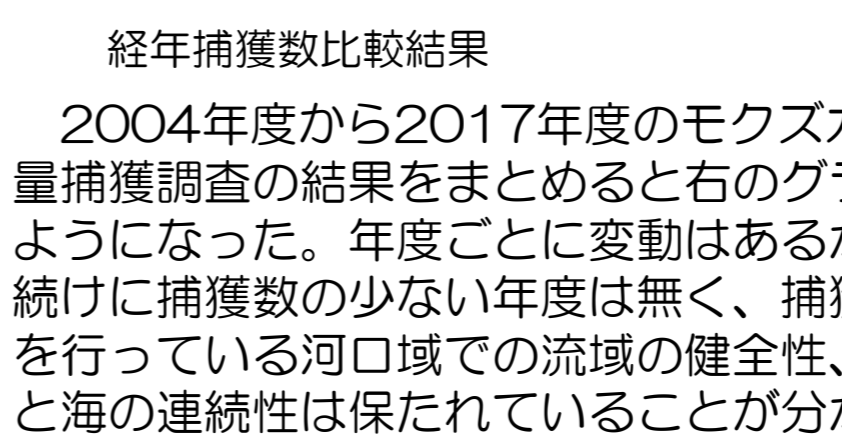 経年捕獲数比較結果
2004年度から2017年度のモクズ
量捕獲調査の結果をまとめると右のグ
ようになった。年度ごとに変動はある
続けに捕獲数の少ない年度は無く、捕
を行っている河口域での流域の健全性、
と海の連続性は保たれていることが分